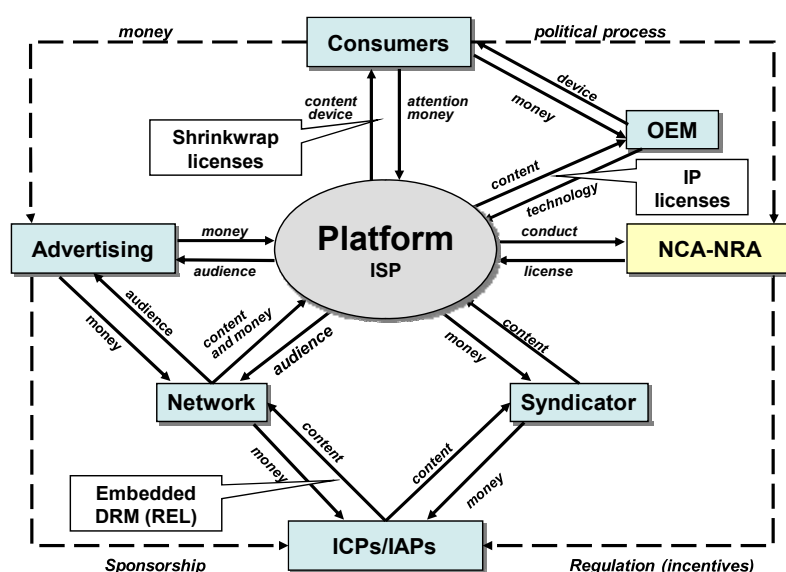 money
Consumers
political process
content
device
attention
money
device
money
OEM
Shrinkwrap
licenses
content
technology
IP
licenses
Platform
ISP
Advertising
money
audience
conduct
license
NCA-NRA
audience
money
content
and money
audience
money
content
Network
Syndicator
content
money
content
money
Embedded
DRM (REL)
ICPs/IAPs
Sponsorship
Regulation (incentives)